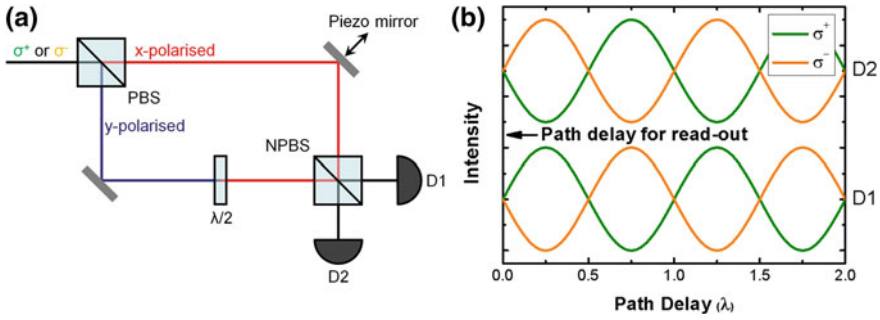 (a)
σ⁺ or σ⁻
x-polarised
Piezo mirror
PBS
y-polarised
NPBS
λ/2
D1
D2
(b)
σ⁺
σ⁻
D2
Path delay for read-out
D1
Intensity
0.0 0.5 1.0 1.5 2.0
Path Delay (λ)